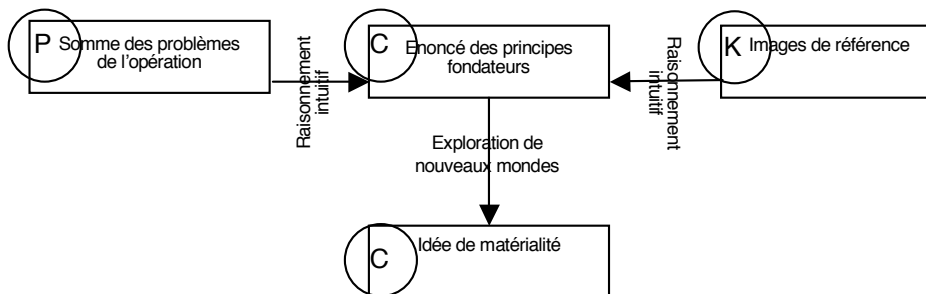 P
Somme des problèmes
de l'opération
Raisonnement
intuitif
C
Enoncé des principes
fondateurs
Raisonnement
intuitif
K
Images de référence
Exploration de
nouveaux mondes
C
Idée de matérialité